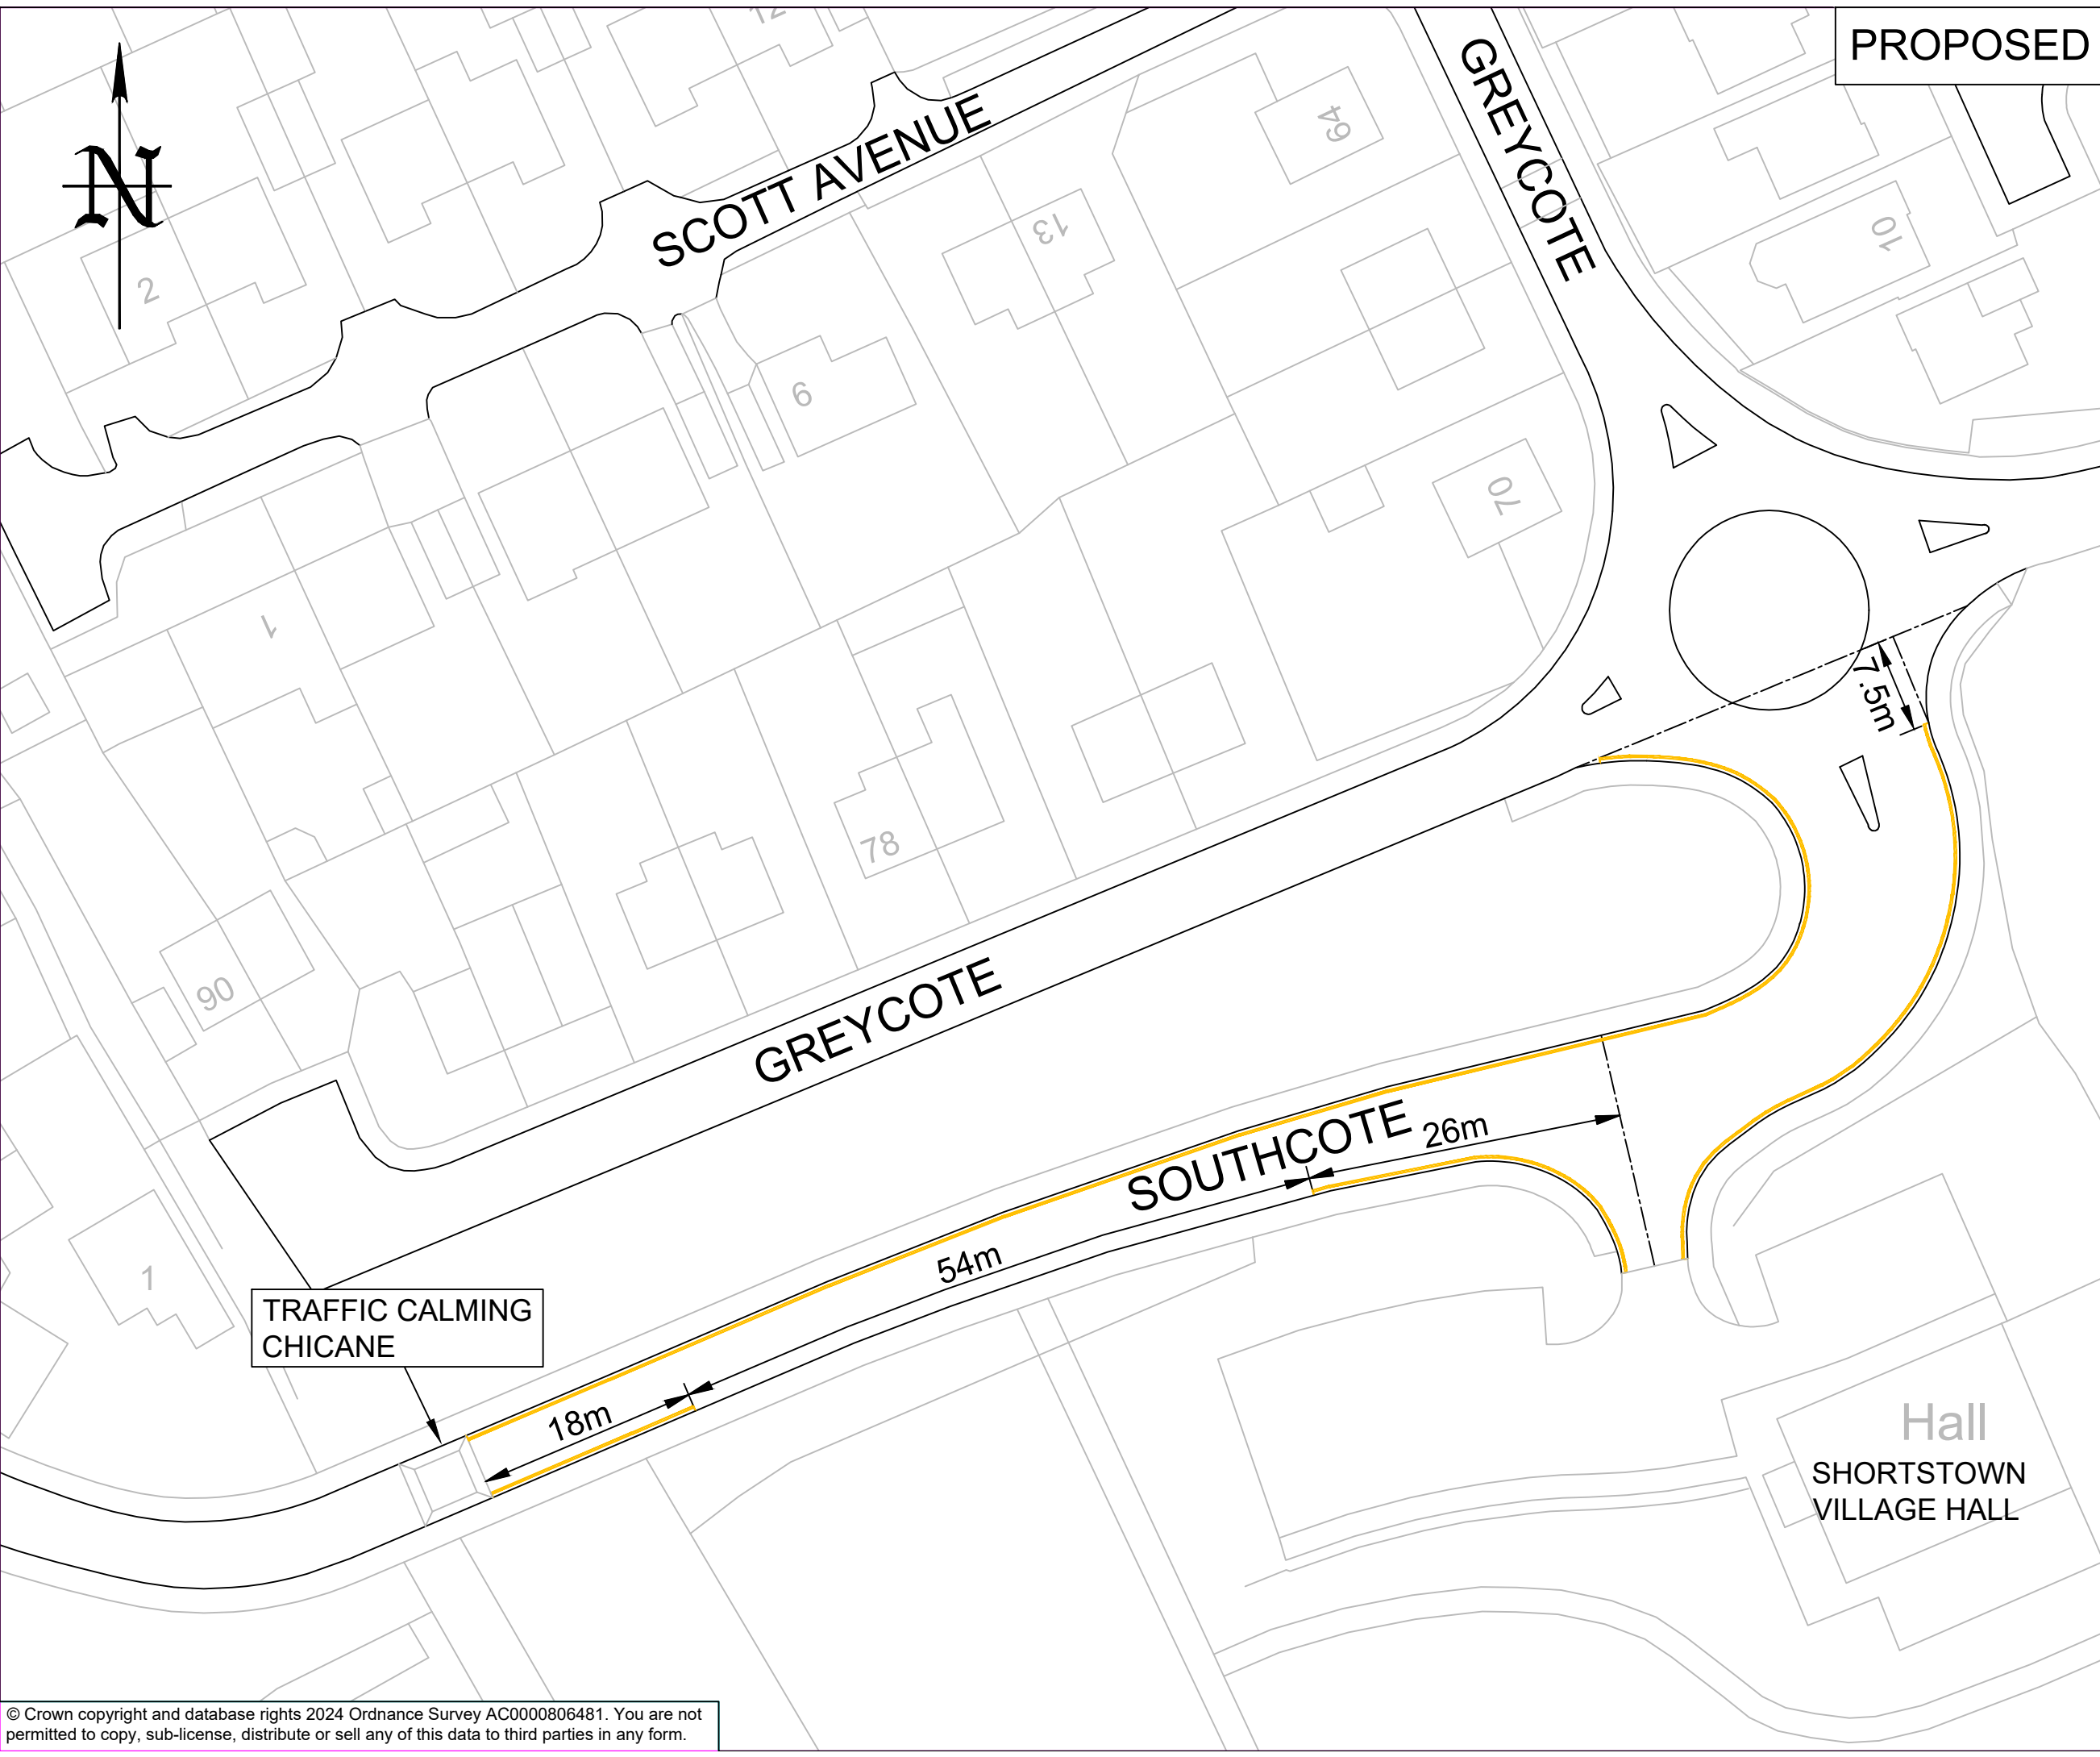 PROPOSED
N
12
SCOTT AVENUE
GREYCOTE
64
13
10
2
6
70
1
7.5m
78
90
GREYCOTE
SOUTHCOTE
26m
54m
1
TRAFFIC CALMING
CHICANE
18m
Hall
SHORTSTOWN
VILLAGE HALL
© Crown copyright and database rights 2024 Ordnance Survey AC0000806481. You are not
permitted to copy, sub-license, distribute or sell any of this data to third parties in any form.